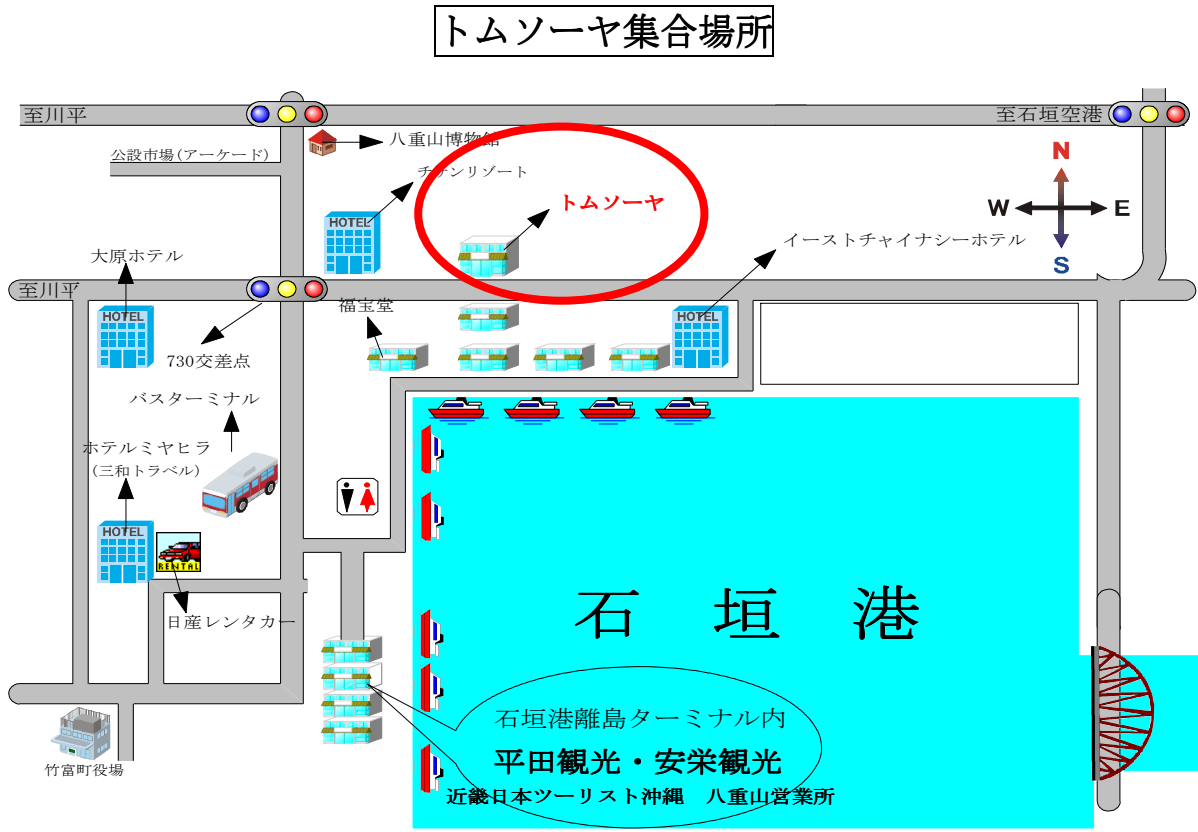 トムソーヤ集合場所
至川平
至石垣空港
八重山博物館
公設市場(アーケード)
チサンリゾート
N
W
E
S
HOTEL
トムソーヤ
イーストチャイナシーホテル
大原ホテル
至川平
福宝堂
HOTEL
HOTEL
730交差点
バスターミナル
ホテルミヤヒラ
(三和トラベル)
HOTEL
RENTAL
日産レンタカー
石垣港
石垣港離島ターミナル内
平田観光・安栄観光
近畿日本ツーリスト沖縄 八重山営業所
竹富町役場